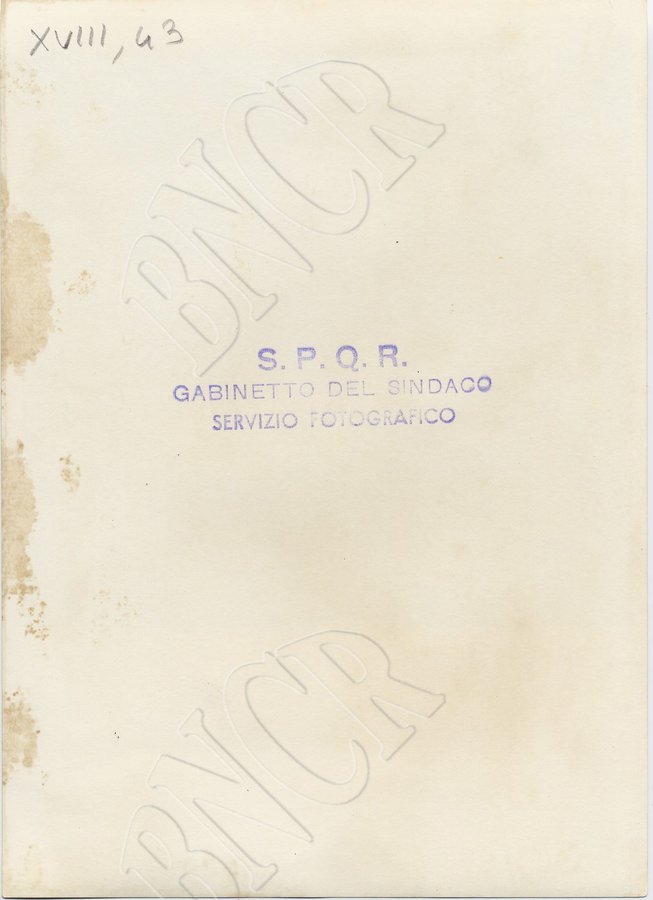 XVIII, 43
BNCR
S. P. Q. R.
GABINETTO DEL SINDACO
SERVIZIO FOTOGRAFICO
BNCR